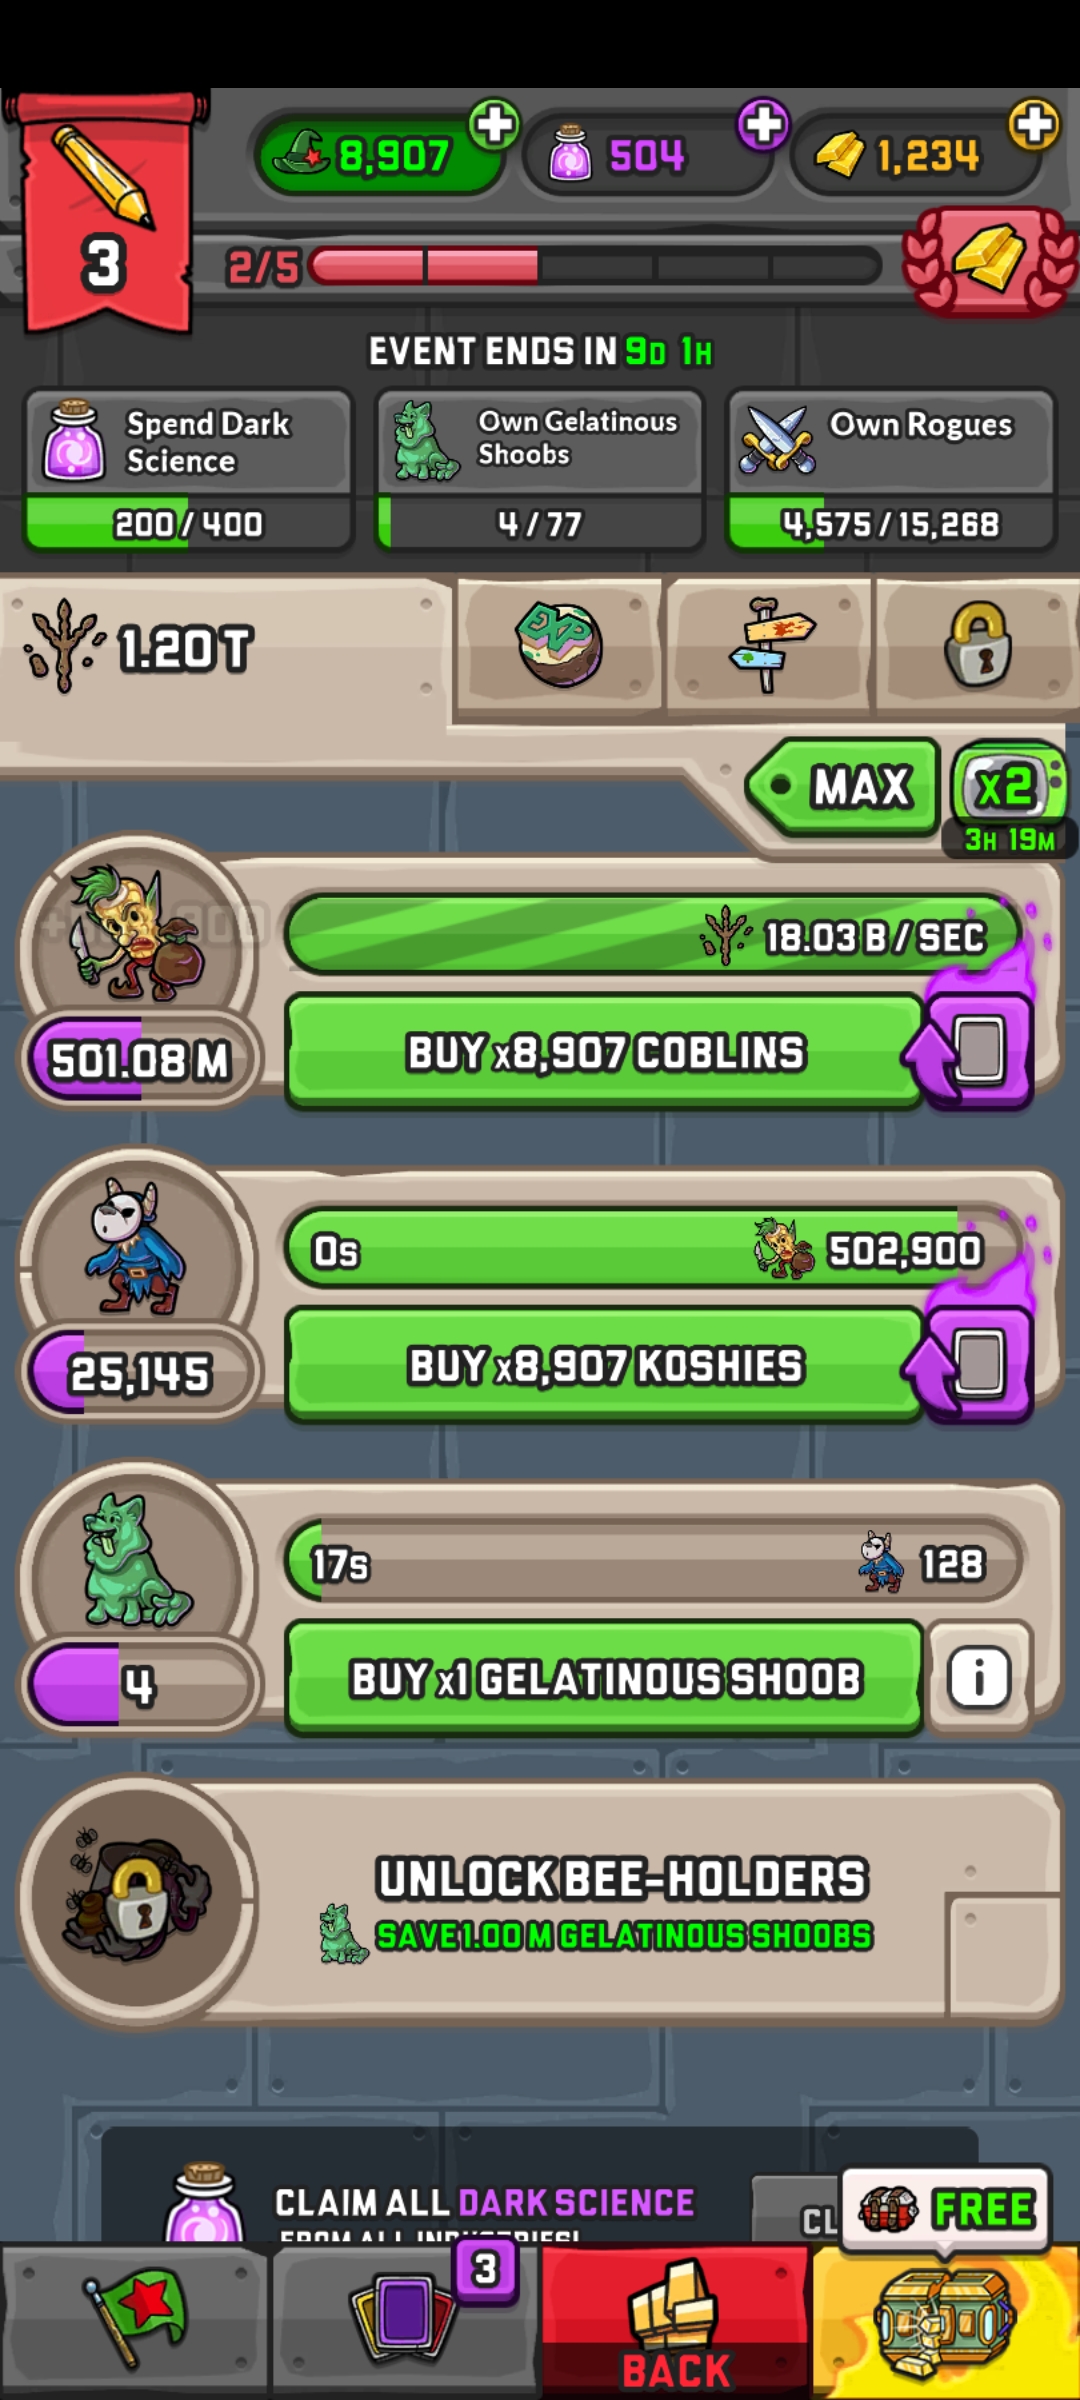 8,907
504
1,234
3
2/5
EVENT ENDS IN 9D 1H
Spend Dark
Science
200/400
Own Gelatinous
Shoobs
4/77
Own Rogues
4,575/15,268
1.20T
EXP
MAX
x2
3H 19M
18.03 B / SEC
501.08 M
BUY x8,907 COBLINS
0s
502,900
25,145
BUY x8,907 KOSHIES
17s
128
4
BUY x1 GELATINOUS SHOOB
i
UNLOCK BEE-HOLDERS
SAVE 1.00 M GELATINOUS SHOOBS
CLAIM ALL DARK SCIENCE
FROM ALL INDUSTRIES!
CL
FREE
3
BACK